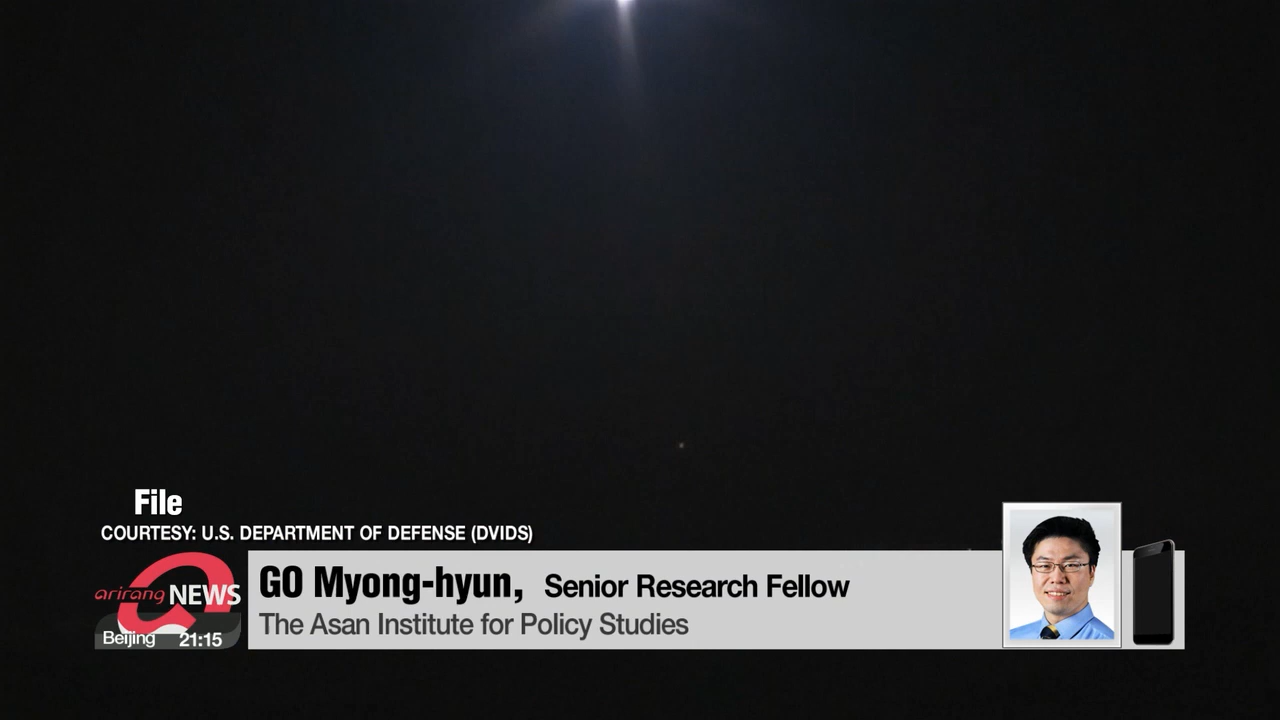 File
COURTESY: U.S. DEPARTMENT OF DEFENSE (DVIDS)
arirang NEWS
Beijing 21:15
GO Myong-hyun, Senior Research Fellow
The Asan Institute for Policy Studies